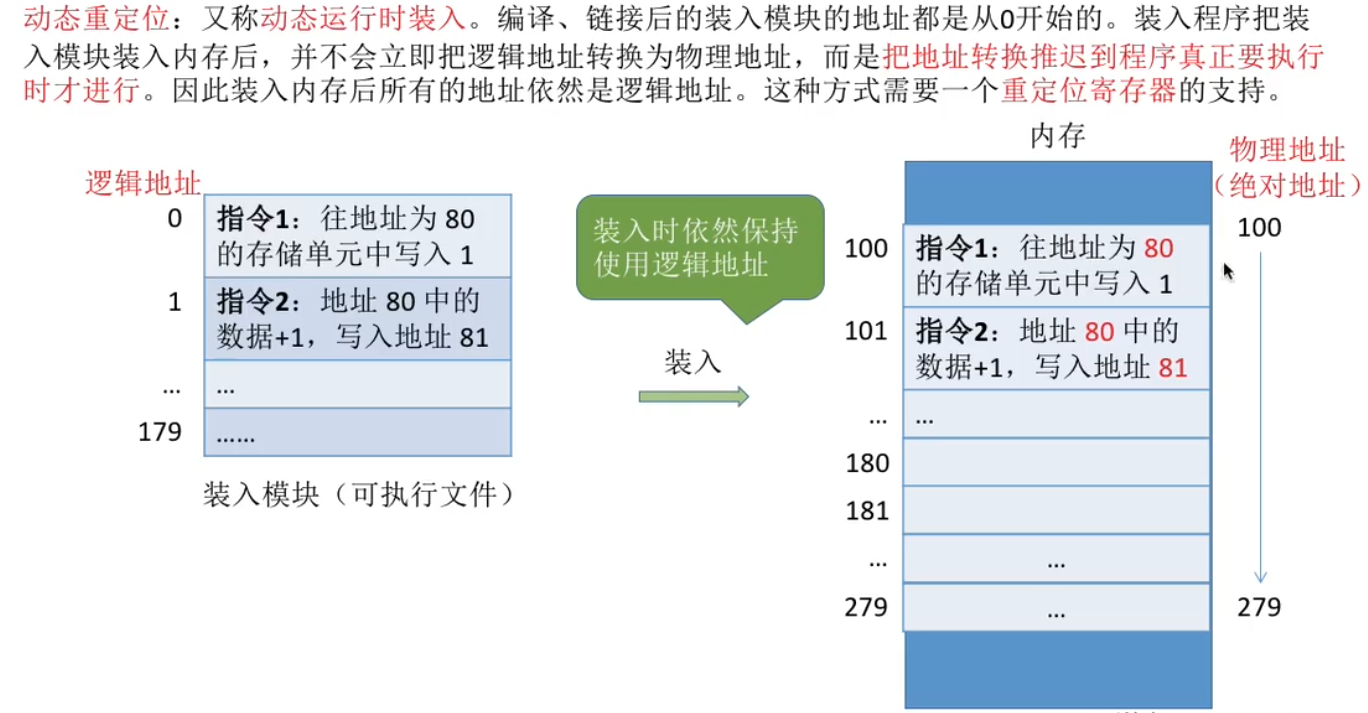 动态重定位：又称动态运行时装入。编译、链接后的装入模块的地址都是从0开始的。装入程序把装
入模块装入内存后，并不会立即把逻辑地址转换为物理地址，而是把地址转换推迟到程序真正要执行
时才进行。因此装入内存后所有的地址依然是逻辑地址。这种方式需要一个重定位寄存器的支持。
逻辑地址
0
指令1：往地址为 80
的存储单元中写入 1
1
指令2：地址 80 中的
数据+1，写入地址 81
...
...
179
......
装入模块（可执行文件）
装入时依然保持
使用逻辑地址
装入
内存
物理地址
（绝对地址）
100
指令1：往地址为 80
的存储单元中写入 1
101
指令2：地址 80 中的
数据+1，写入地址 81
...
...
180
181
...
...
279
...
100
279